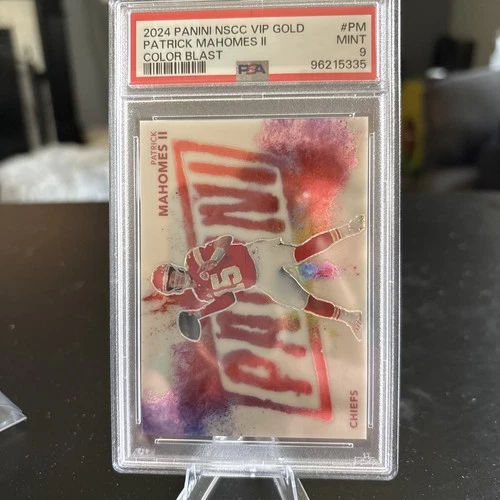 2024 PANINI NSCC VIP GOLD
#PM
PATRICK MAHOMES II
MINT
COLOR BLAST
9
PSA
96215335
PATRICK
MAHOMES II
PANINI
15
CHIEFS